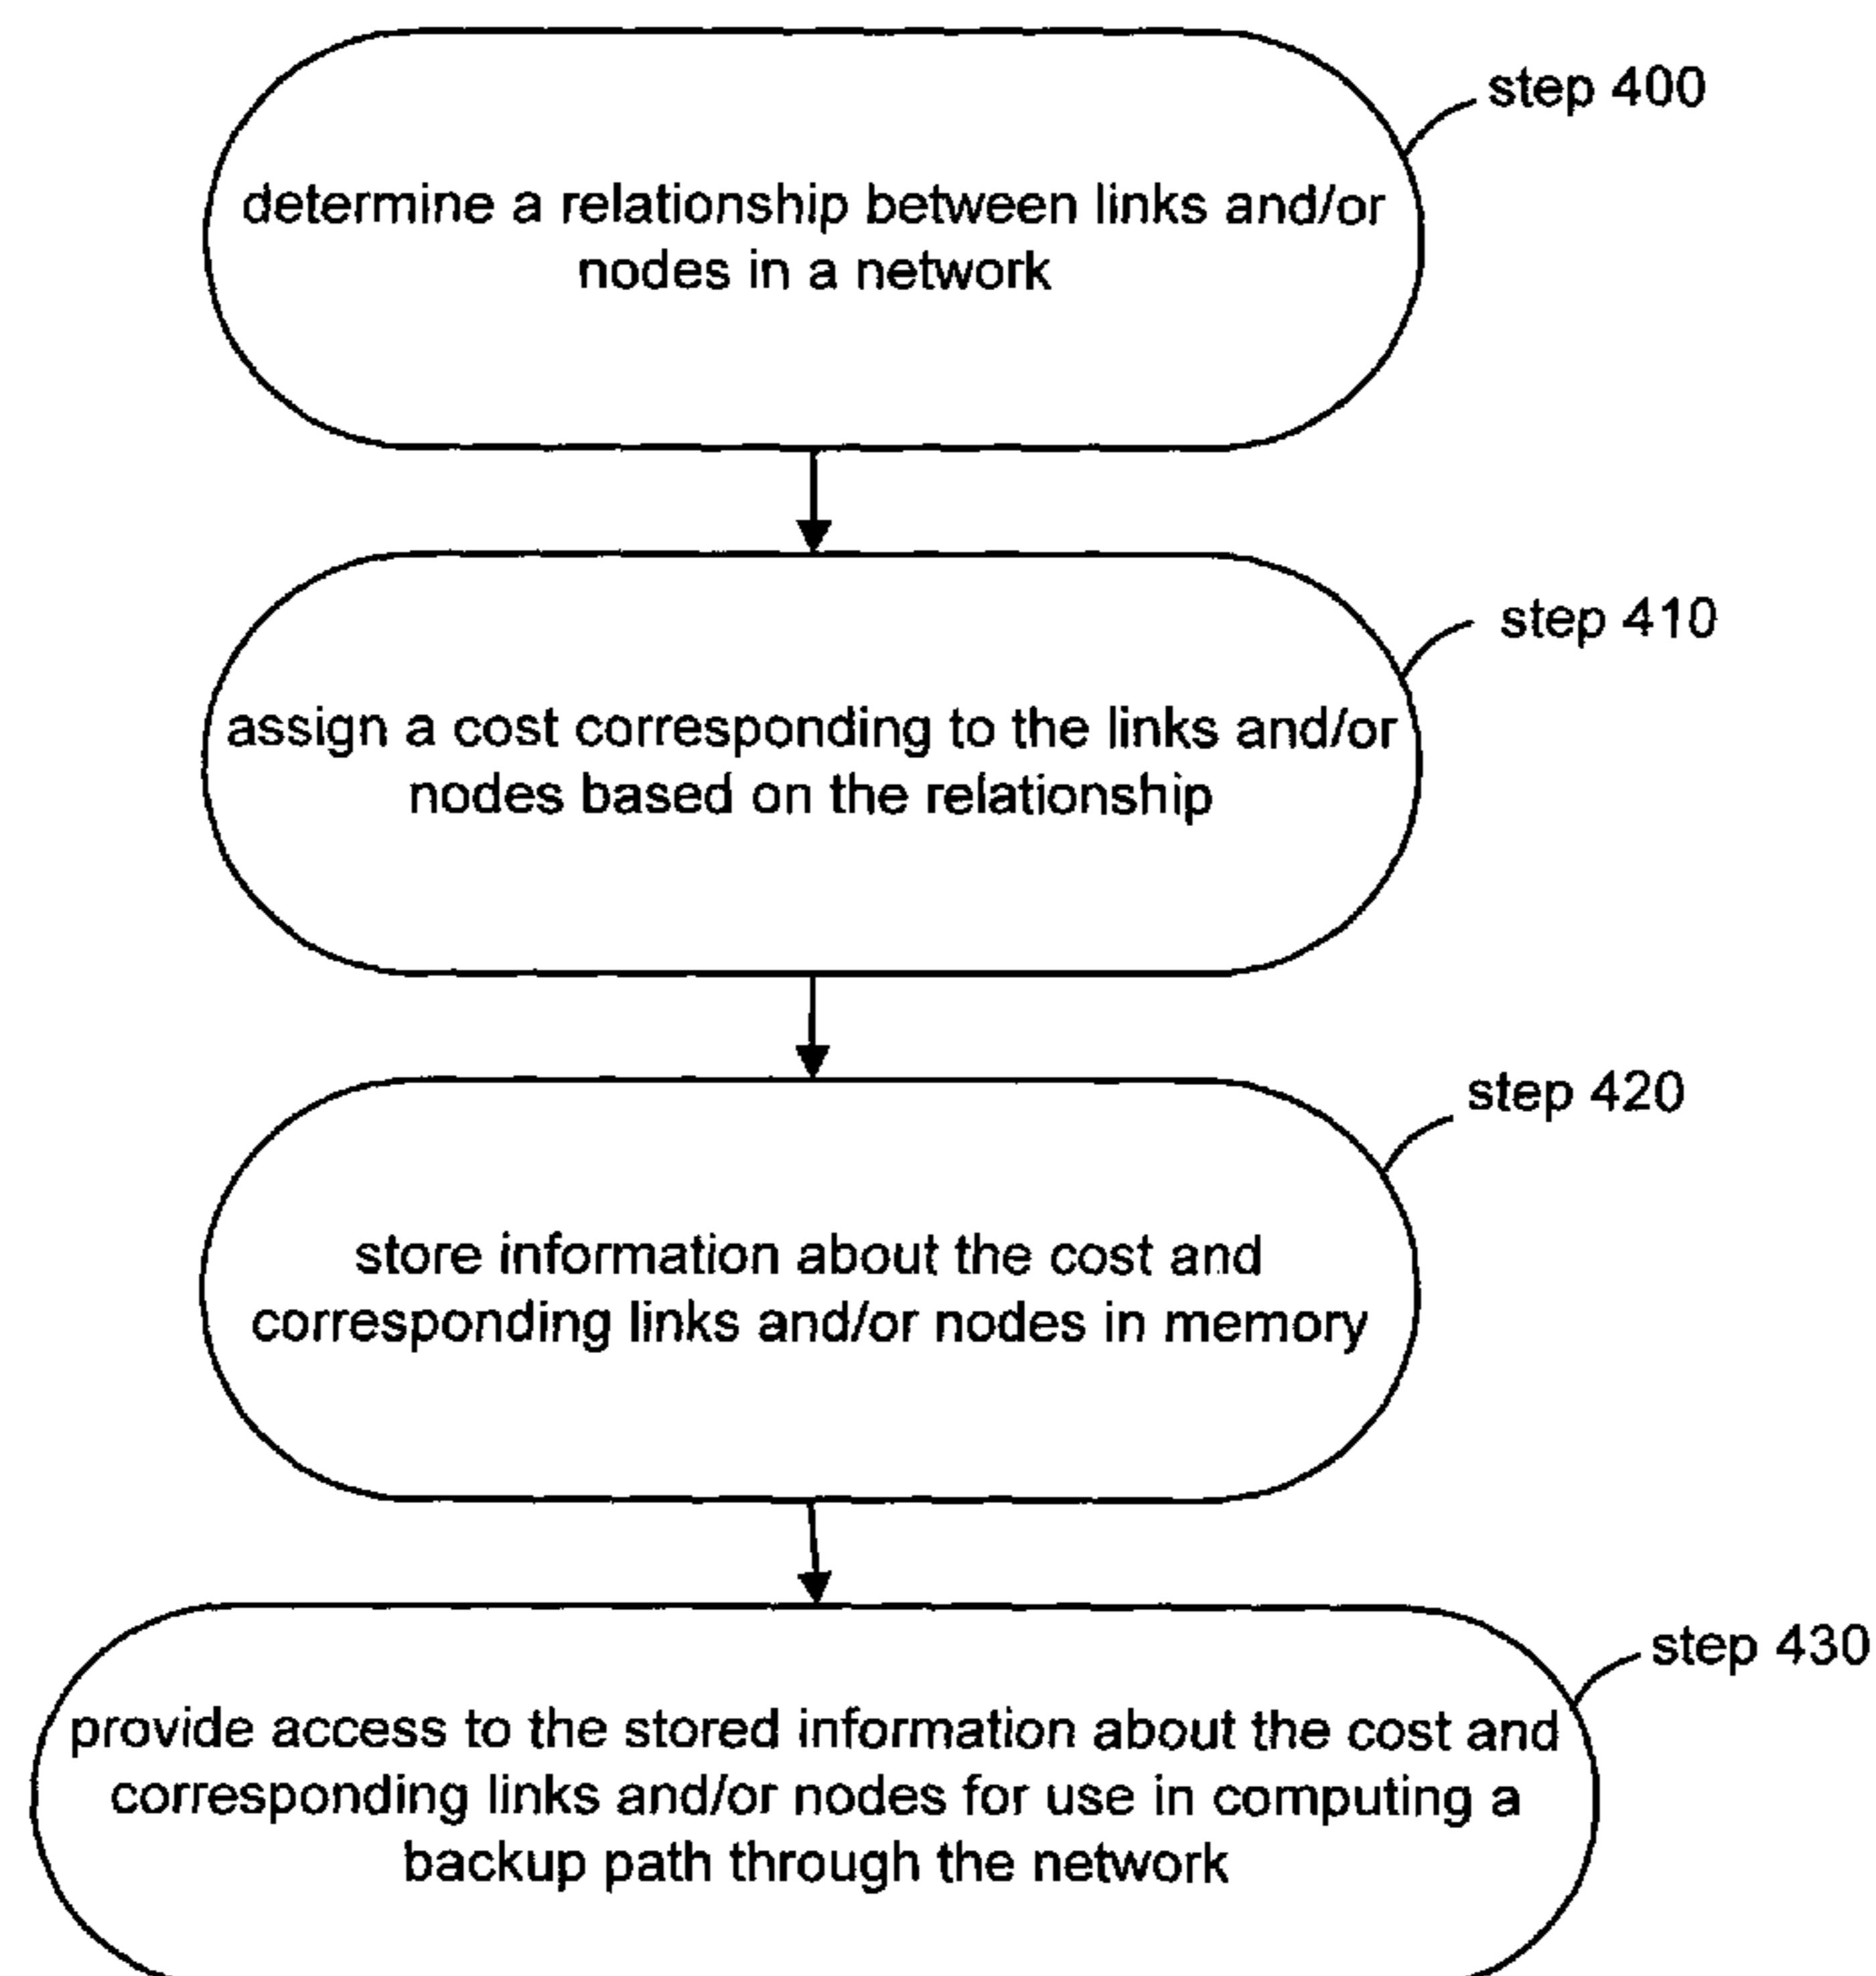 step 400
determine a relationship between links and/or
nodes in a network
step 410
assign a cost corresponding to the links and/or
nodes based on the relationship
step 420
store information about the cost and
corresponding links and/or nodes in memory
step 430
provide access to the stored information about the cost and
corresponding links and/or nodes for use in computing a
backup path through the network